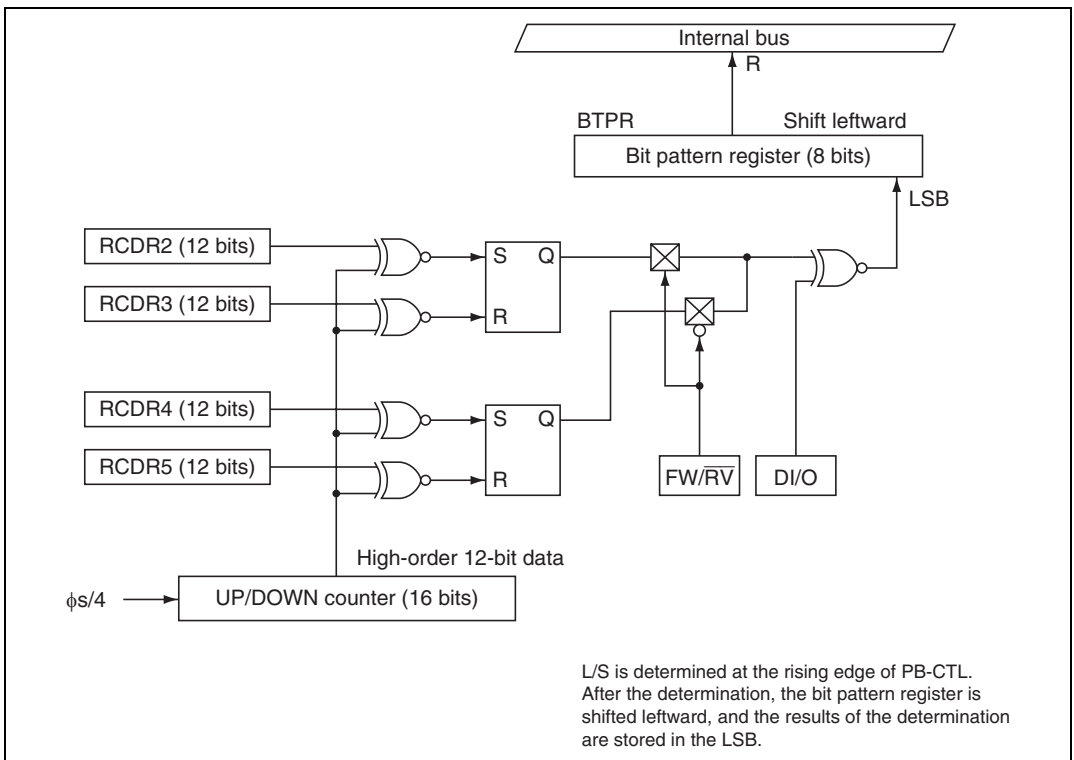 Internal bus
R
BTPR
Shift leftward
Bit pattern register (8 bits)
LSB
RCDR2 (12 bits)
S
Q
RCDR3 (12 bits)
R
RCDR4 (12 bits)
S
Q
RCDR5 (12 bits)
R
FW/R̅V̅
DI/O
High-order 12-bit data
ϕs/4
UP/DOWN counter (16 bits)
L/S is determined at the rising edge of PB-CTL.
After the determination, the bit pattern register is
shifted leftward, and the results of the determination
are stored in the LSB.